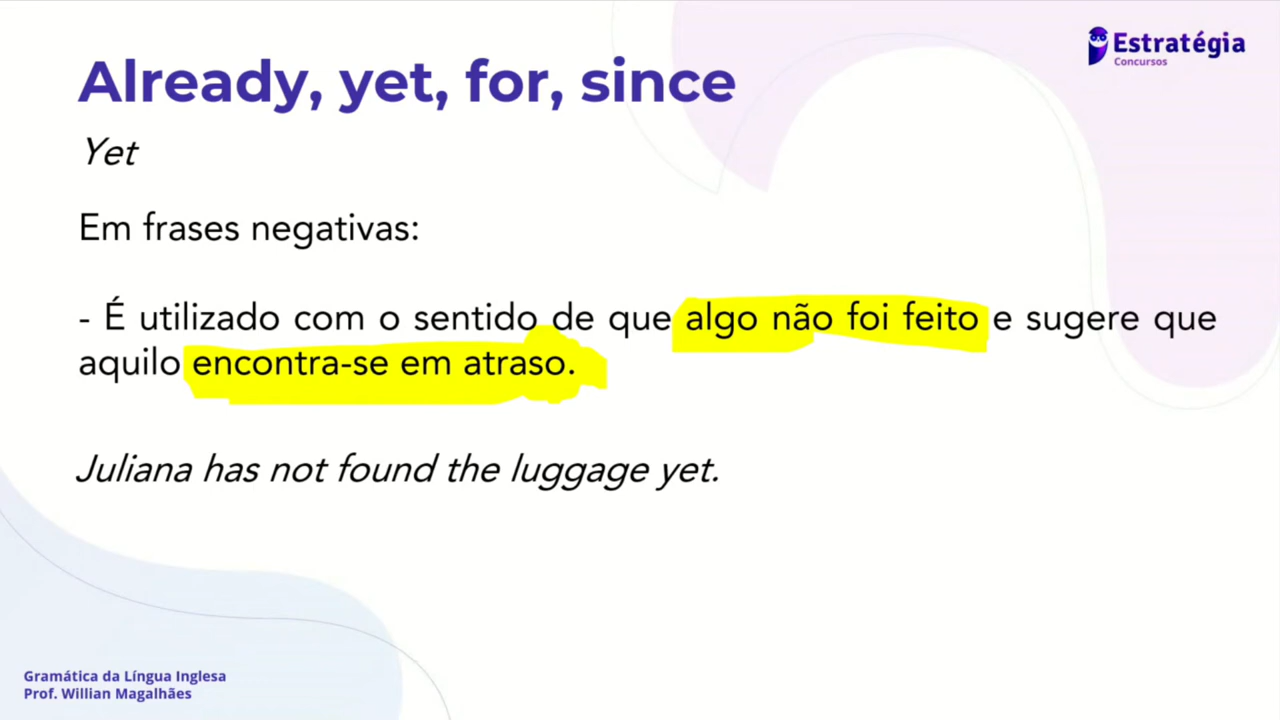 Estratégia
Concursos
Already, yet, for, since
Yet
Em frases negativas:
- É utilizado com o sentido de que algo não foi feito e sugere que
aquilo encontra-se em atraso.
Juliana has not found the luggage yet.
Gramática da Língua Inglesa
Prof. Willian Magalhães